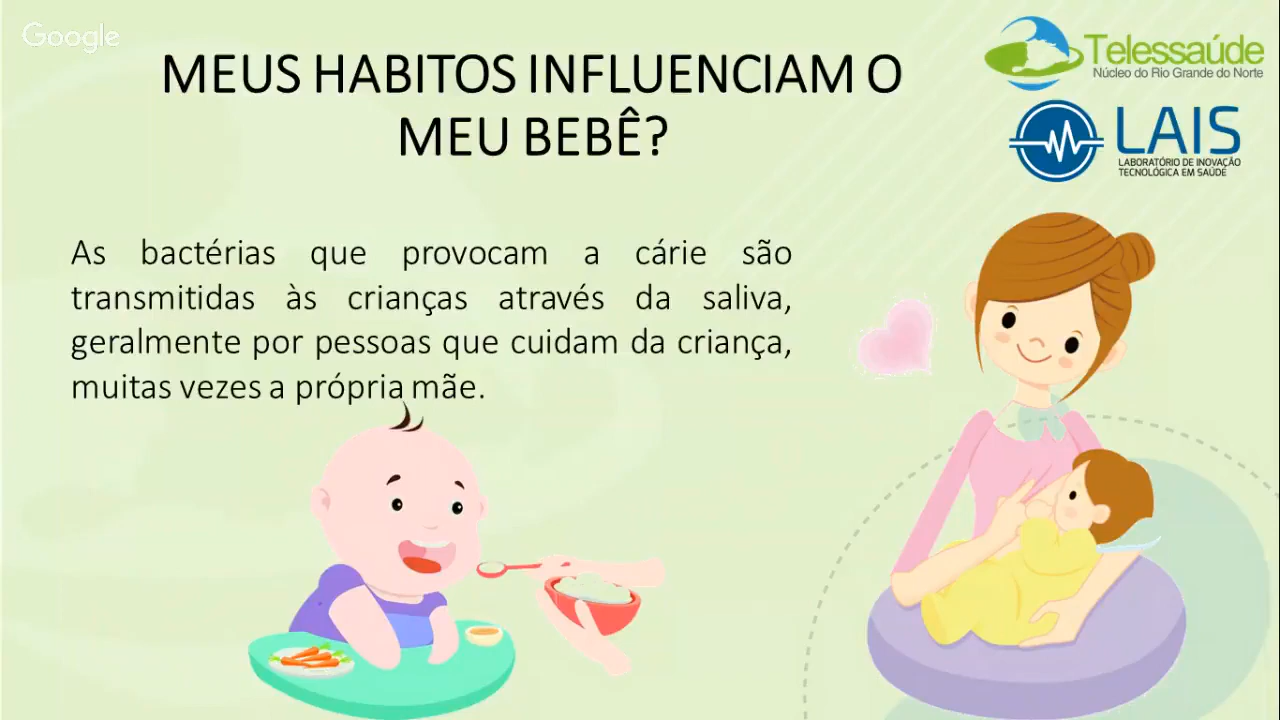 Google
MEUS HABITOS INFLUENCIAM O
MEU BEBÊ?
Telessaúde
Núcleo do Rio Grande do Norte
LAIS
LABORATÓRIO DE INOVAÇÃO
TECNOLÓGICA EM SAÚDE
As bactérias que provocam a cárie são
transmitidas às crianças através da saliva,
geralmente por pessoas que cuidam da criança,
muitas vezes a própria mãe.